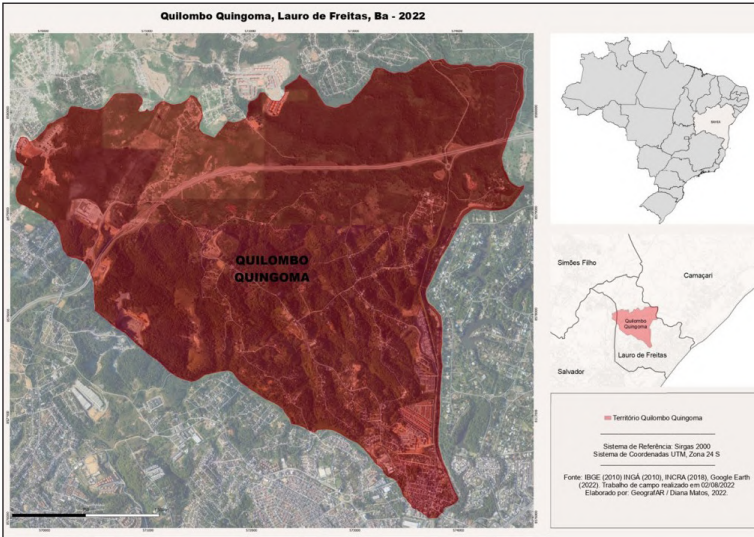 Quilombo Quingoma, Lauro de Freitas, Ba - 2022
QUILOMBO
QUINGOMA
Simões Filho
Camaçari
Quilombo
Quingoma
Lauro de Freitas
Salvador
Território Quilombo Quingoma
Sistema de Referência: Sirgas 2000
Sistema de Coordenadas UTM, Zona 24 S
Fonte: IBGE (2010) INGÁ (2010), INCRA (2018), Google Earth
(2022). Trabalho de campo realizado em 02/08/2022
Elaborado por: GeografAR / Diana Matos, 2022.